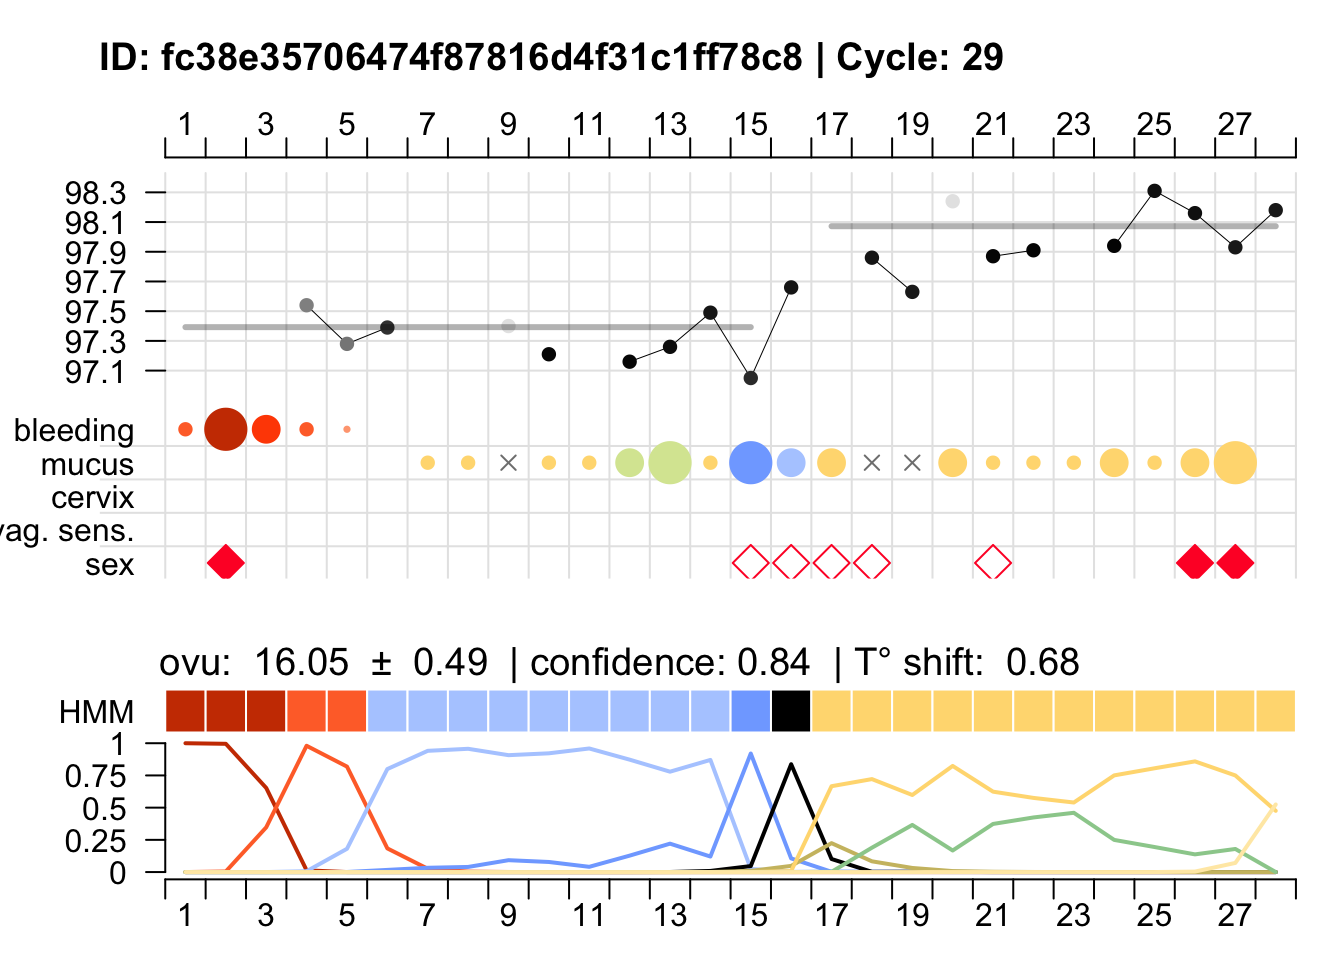 ID: fc38e35706474f87816d4f31c1ff78c8 | Cycle: 29
1 3 5 7 9 11 13 15 17 19 21 23 25 27
98.3
98.1
97.9
97.7
97.5
97.3
97.1
bleeding
mucus
cervix
vag. sens.
sex
ovu: 16.05 ± 0.49 | confidence: 0.84 | T° shift: 0.68
HMM
1
0.75
0.5
0.25
0
1 3 5 7 9 11 13 15 17 19 21 23 25 27